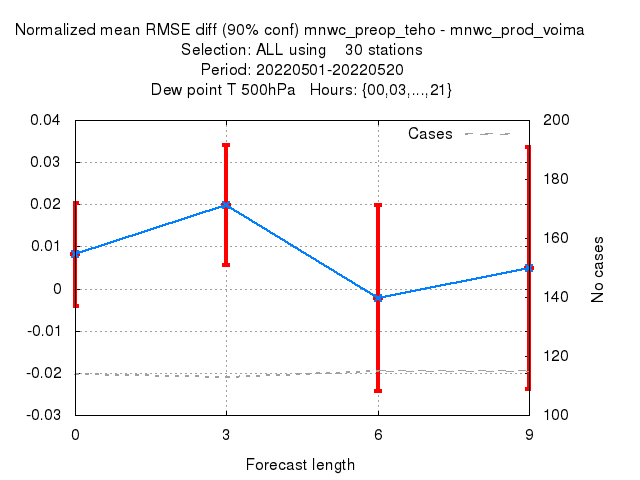 Normalized mean RMSE diff (90% conf) mnwc_preop_teho - mnwc_prod_voima
Selection: ALL using    30 stations
Period: 20220501-20220520
Dew point T 500hPa   Hours: {00,03,...,21}
Cases
0.04
0.03
0.02
0.01
0
-0.01
-0.02
-0.03
200
180
160
140
120
100
No cases
0
3
6
9
Forecast length